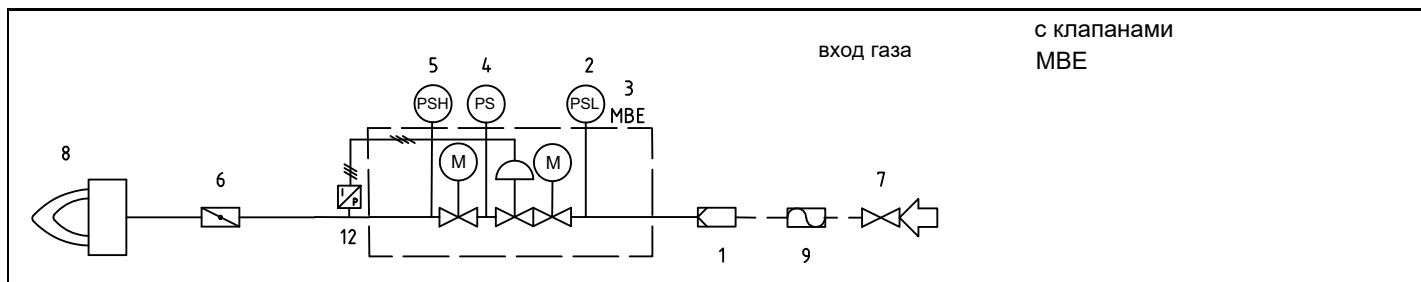 с клапанами
вход газа
MBE
5 4 2
3
PSH PS PSL
MBE
8
M M
6
7
I
P
12
1 9